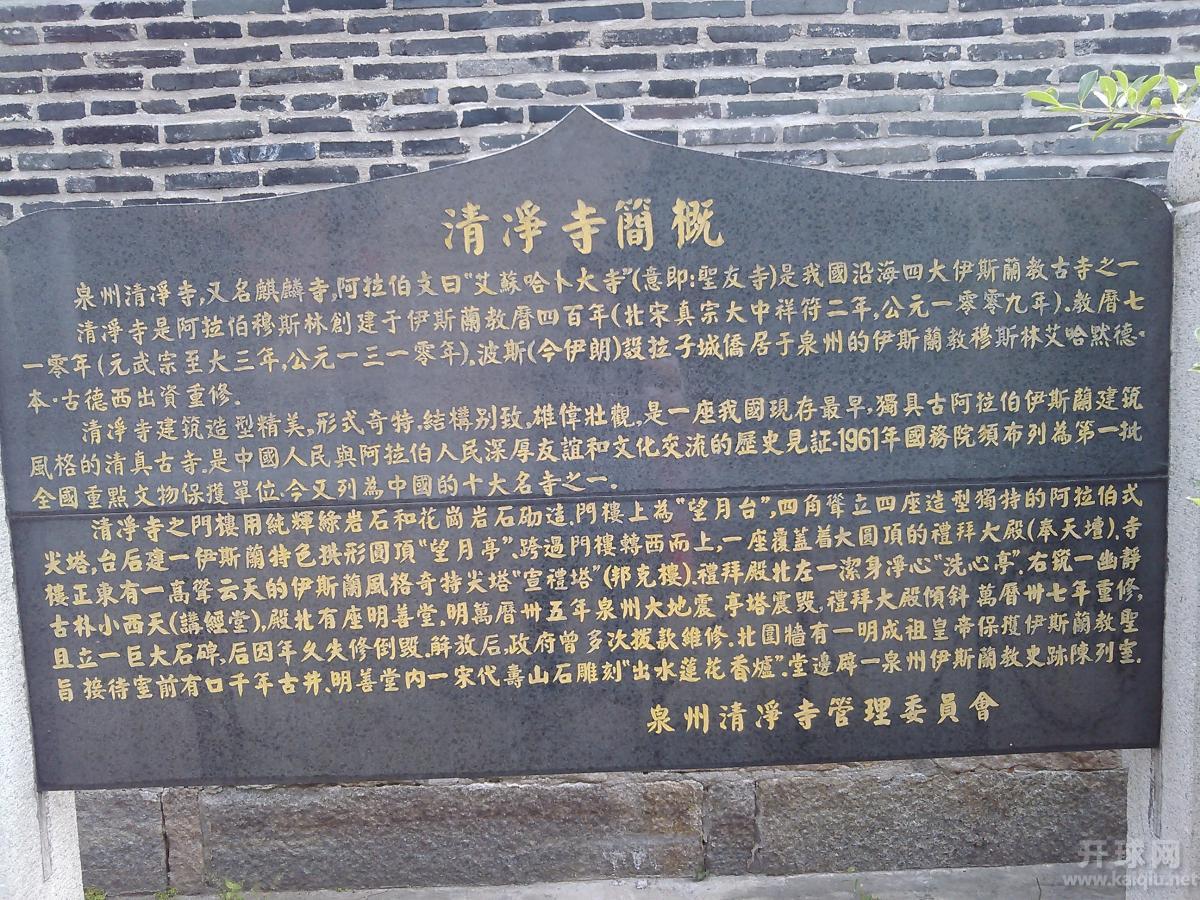 清淨寺簡概
泉州清淨寺,又名麒麟寺,阿拉伯文曰"艾蘇哈卜大寺"(意即:聖友寺)是我國沿海四大伊斯蘭教古寺之一
清淨寺是阿拉伯穆斯林創建于伊斯蘭教曆四百年(北宋真宗大中祥符二年,公元一零零九年).教曆七
一零年(元武宗至大三年,公元一三一零年),波斯(今伊朗)設拉子城僑居于泉州的伊斯蘭教穆斯林艾哈默德·
本·古德西出資重修.
清淨寺建筑造型精美,形式奇特,結構别致,雄偉壯觀,是一座我國現存最早,獨具古阿拉伯伊斯蘭建筑
風格的清真古寺.是中國人民與阿拉伯人民深厚友誼和文化交流的歷史見証.1961年國務院頒布列為第一批
全國重點文物保護單位.今又列為中國的十大名寺之一。
清淨寺之門樓用純輝綠岩石和花崗岩石砌造.門樓上為"望月台",四角聳立四座造型獨特的阿拉伯式
尖塔,台后建一伊斯蘭特色拱形圓頂"望月亭".跨過門樓轉西而上,一座覆蓋着大圓頂的禮拜大殿(奉天壇).寺
樓正東有一高聳云天的伊斯蘭風格奇特尖塔"宣禮塔"(邦克樓).禮拜殿北左一潔身淨心"洗心亭".右筑一幽靜
古朴小西天(講經堂),殿北有座明善堂.明萬曆卅五年泉州大地震,亭塔震毁,禮拜大殿傾斜,萬曆卅七年重修,
且立一巨大石碑,后因年久失修倒毁.解放后,政府曾多次撥款維修.北圍墙有一明成祖皇帝保護伊斯蘭教聖
旨,接待室前有口千年古井.明善堂内一宋代壽山石雕刻"出水蓮花香爐".堂邊辟一泉州伊斯蘭教史跡陳列室.
泉州清淨寺管理委員會
开球网
www.kaiqiu.net